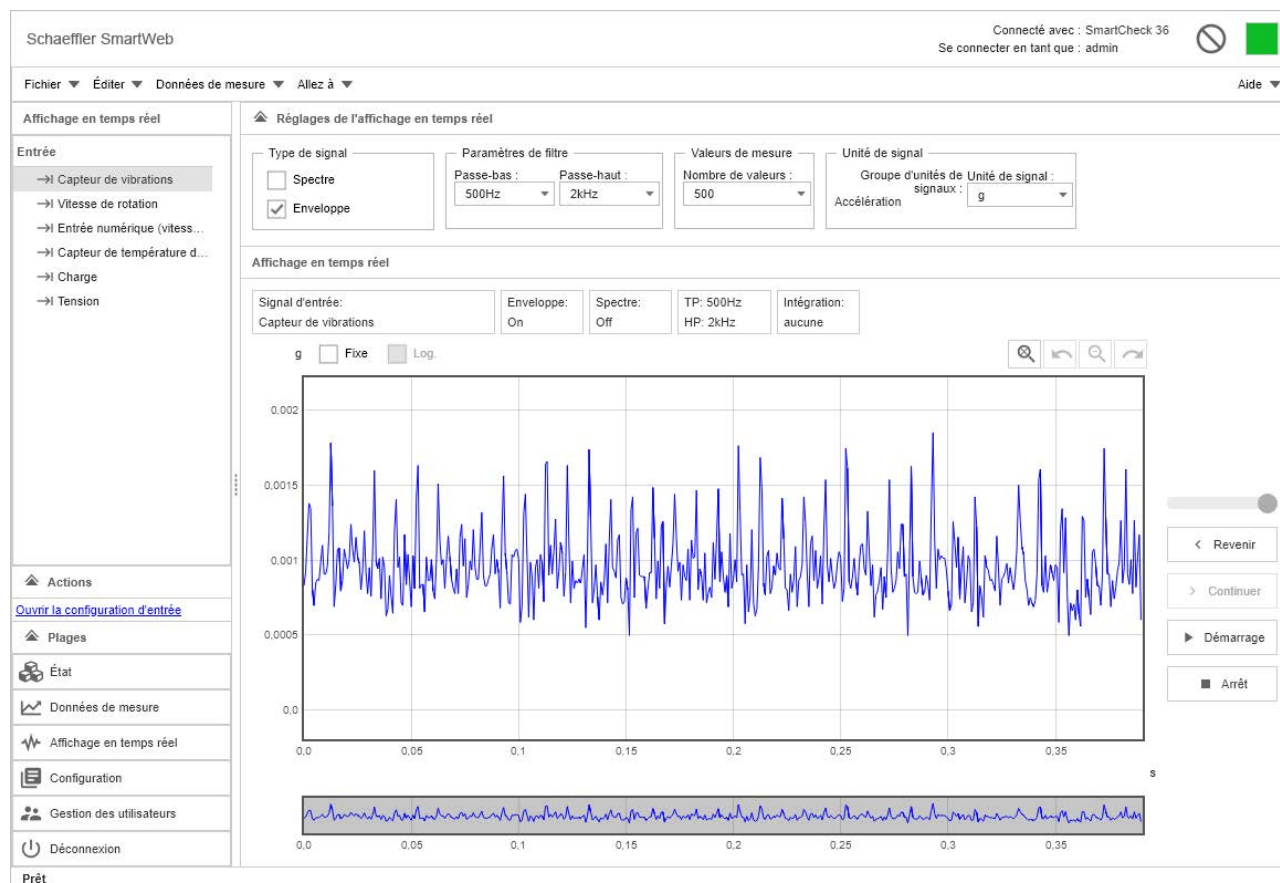 Schaeffler SmartWeb
Connecté avec : SmartCheck 36
Se connecter en tant que : admin
Fichier Éditer Données de mesure Allez à Aide
Affichage en temps réel
Réglages de l'affichage en temps réel
Entrée
Capteur de vibrations
Vitesse de rotation
Entrée numérique (vitess...
Capteur de température d...
Charge
Tension
Type de signal
Spectre
Enveloppe
Paramètres de filtre
Passe-bas : Passe-haut :
500Hz 2kHz
Valeurs de mesure
Nombre de valeurs :
500
Unité de signal
Groupe d'unités de signaux :
Accélération
Unité de signal :
g
Affichage en temps réel
Signal d'entrée:
Capteur de vibrations
Enveloppe:
On
Spectre:
Off
TP: 500Hz
HP: 2kHz
Intégration:
aucune
g Fixe Log.
0,002
0,0015
0,001
0,0005
0,0
0,0 0,05 0,1 0,15 0,2 0,25 0,3 0,35
s
0,0 0,05 0,1 0,15 0,2 0,25 0,3 0,35
Revenir
Continuer
Démarrage
Arrêt
Actions
Ouvrir la configuration d'entrée
Plages
État
Données de mesure
Affichage en temps réel
Configuration
Gestion des utilisateurs
Déconnexion
Prêt